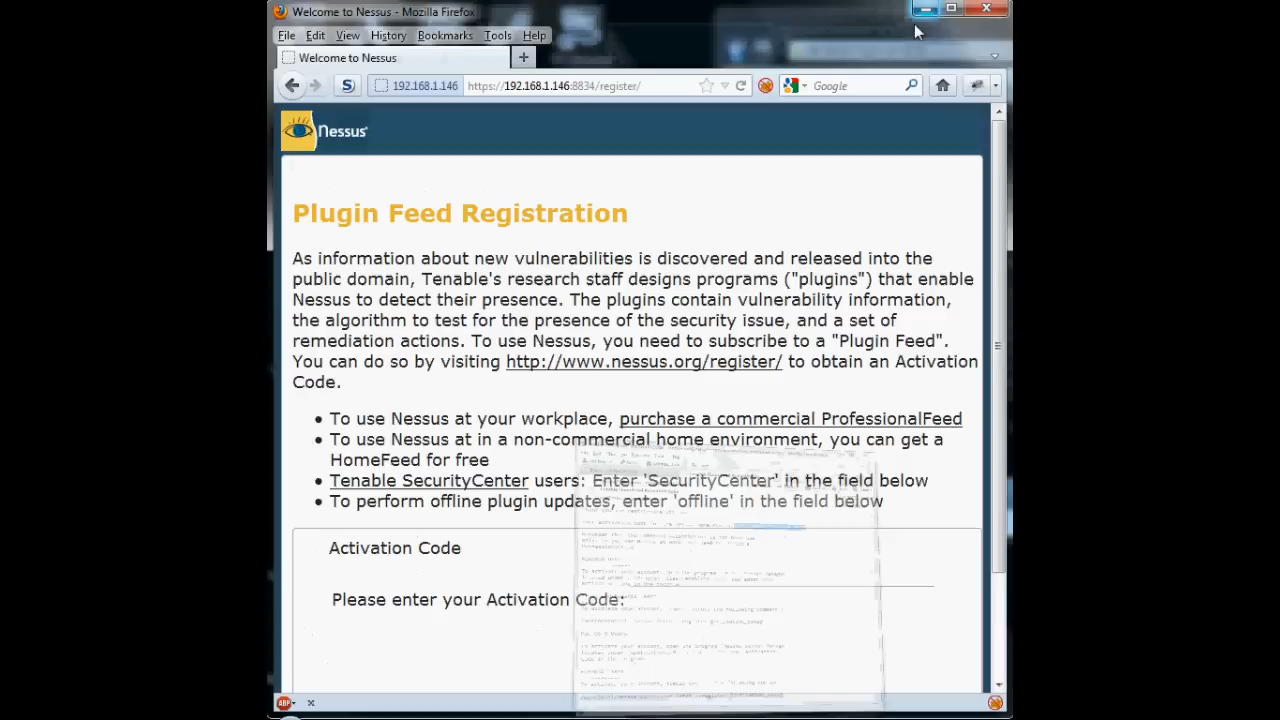 Welcome to Nessus - Mozilla Firefox
File Edit View History Bookmarks Tools Help
Welcome to Nessus
192.168.1.146 https://192.168.1.146:8834/register/ Google
Nessus
Plugin Feed Registration
As information about new vulnerabilities is discovered and released into the
public domain, Tenable's research staff designs programs ("plugins") that enable
Nessus to detect their presence. The plugins contain vulnerability information,
the algorithm to test for the presence of the security issue, and a set of
remediation actions. To use Nessus, you need to subscribe to a "Plugin Feed".
You can do so by visiting http://www.nessus.org/register/ to obtain an Activation
Code.
• To use Nessus at your workplace, purchase a commercial ProfessionalFeed
• To use Nessus at in a non-commercial home environment, you can get a
HomeFeed for free
• Tenable SecurityCenter users: Enter 'SecurityCenter' in the field below
• To perform offline plugin updates, enter 'offline' in the field below
Activation Code
Please enter your Activation Code:
ABP